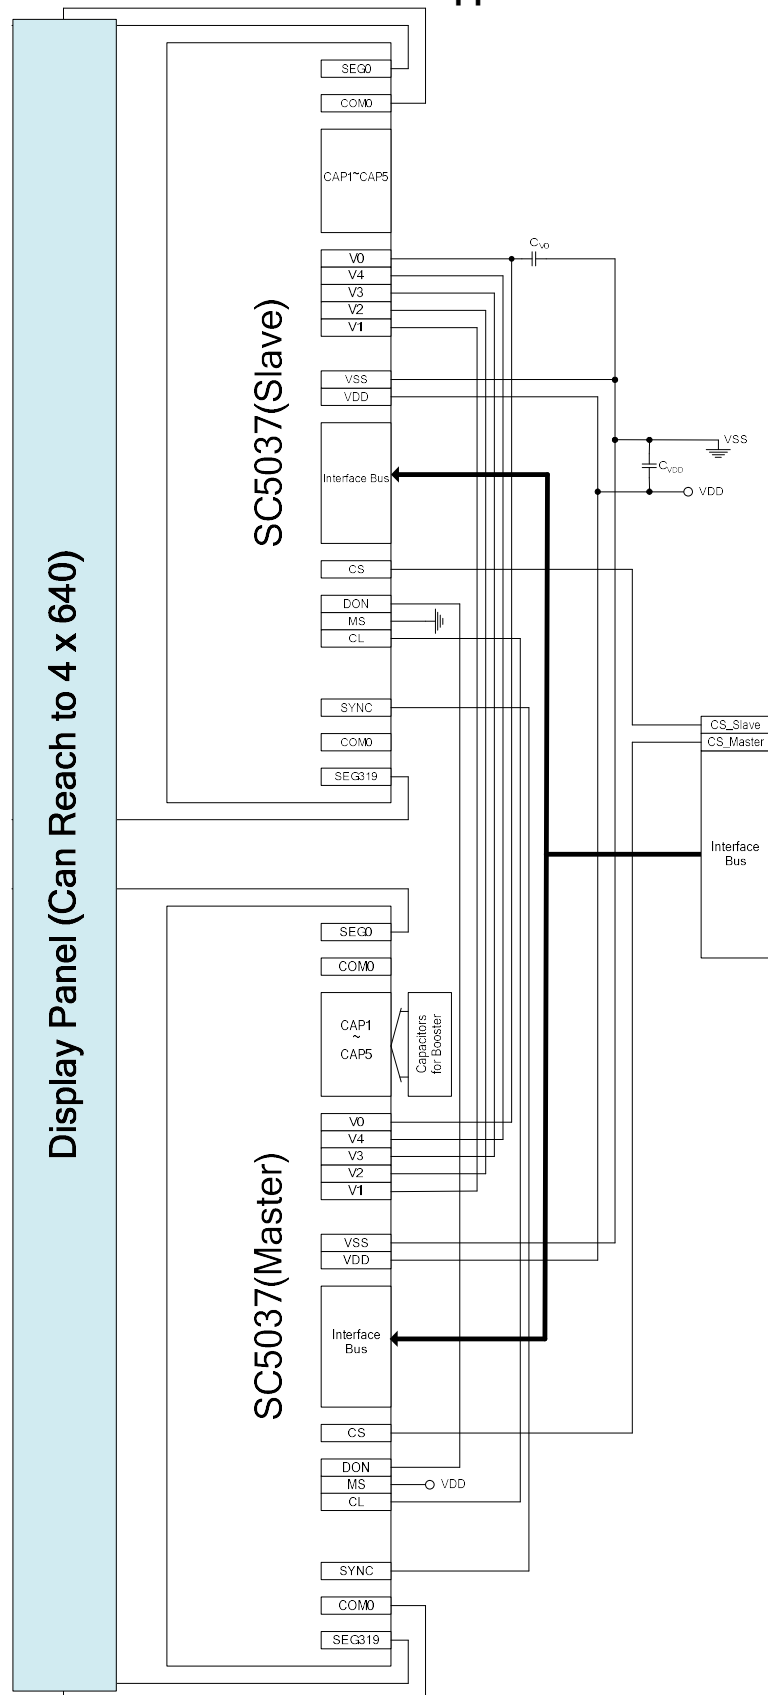 Display Panel (Can Reach to 4 x 640)
SC5037(Slave)
SEG0
COM0
CAP1~CAP5
V0
V4
V3
V2
V1
VSS
VDD
Interface Bus
CS
DON
MS
CL
SYNC
COM0
SEG319
CV0
VSS
CVDD
VDD
CS_Slave
CS_Master
Interface
Bus
SC5037(Master)
SEG0
COM0
CAP1
~
CAP5
Capacitors
for Booster
V0
V4
V3
V2
V1
VSS
VDD
Interface
Bus
CS
DON
MS
VDD
CL
SYNC
COM0
SEG319